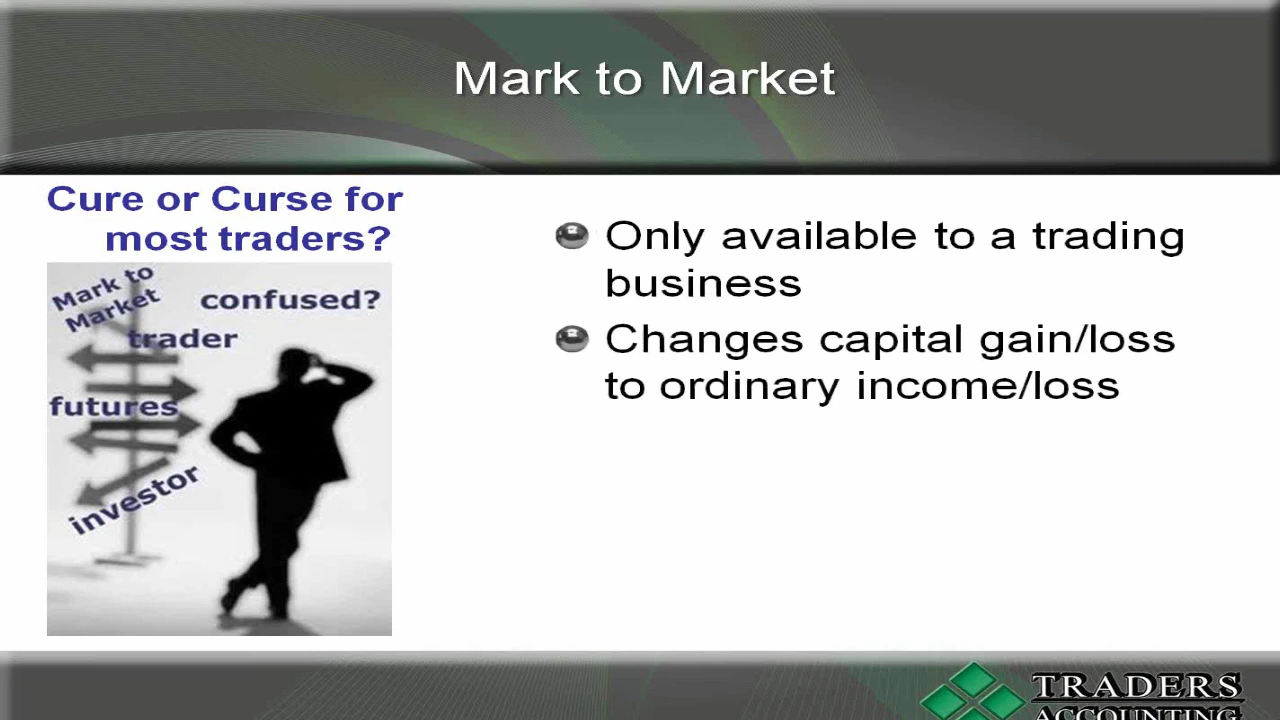 Mark to Market
Cure or Curse for
most traders?
Mark to
Market
confused?
trader
futures
investor
Only available to a trading
business
Changes capital gain/loss
to ordinary income/loss
TRADERS
ACCOUNTING